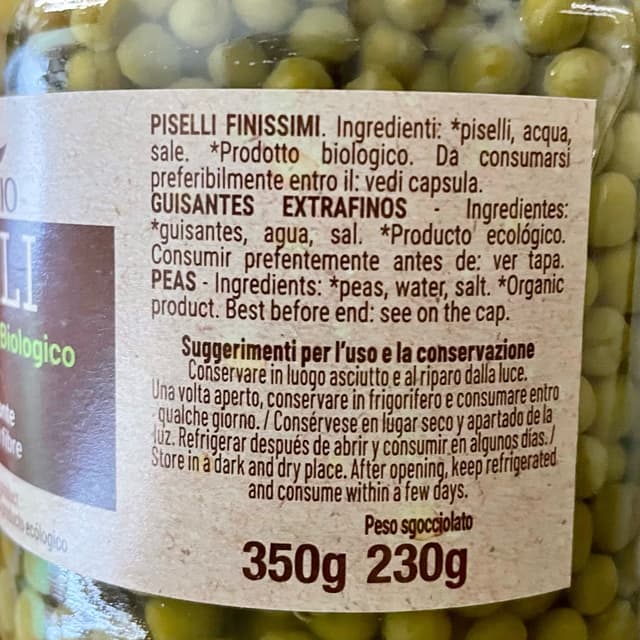 PISELLI FINISSIMI. Ingredienti: *piselli, acqua,
sale. *Prodotto biologico. Da consumarsi
preferibilmente entro il: vedi capsula.
GUISANTES EXTRAFINOS - Ingredientes:
*guisantes, agua, sal. *Producto ecológico.
Consumir prefentemente antes de: ver tapa.
PEAS - Ingredients: *peas, water, salt. *Organic
product. Best before end: see on the cap.
Suggerimenti per l'uso e la conservazione
Conservare in luogo asciutto e al riparo dalla luce.
Una volta aperto, conservare in frigorifero e consumare entro
qualche giorno. / Consérvese en lugar seco y apartado de la
luz. Refrigerar después de abrir y consumir en algunos días. /
Store in a dark and dry place. After opening, keep refrigerated
and consume within a few days.
Peso sgocciolato
350g 230g
IO
LI
Biologico
fibre
ecológico